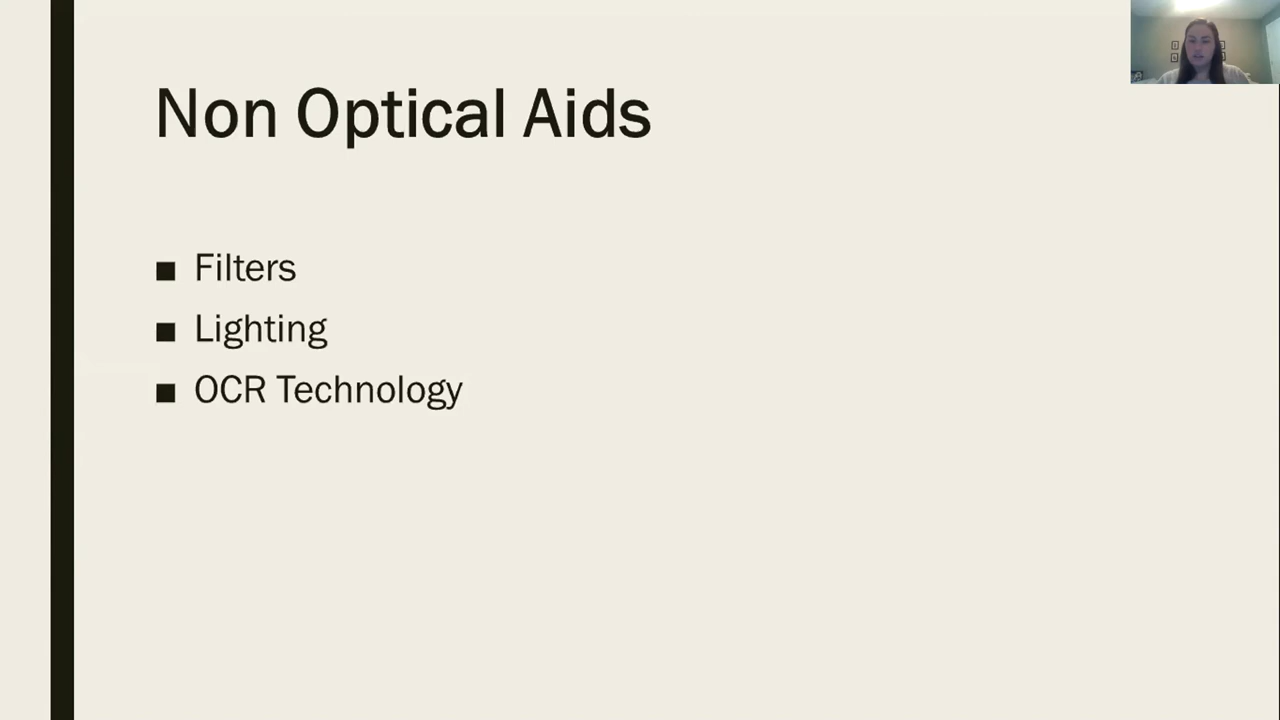 Non Optical Aids
■ Filters
■ Lighting
■ OCR Technology